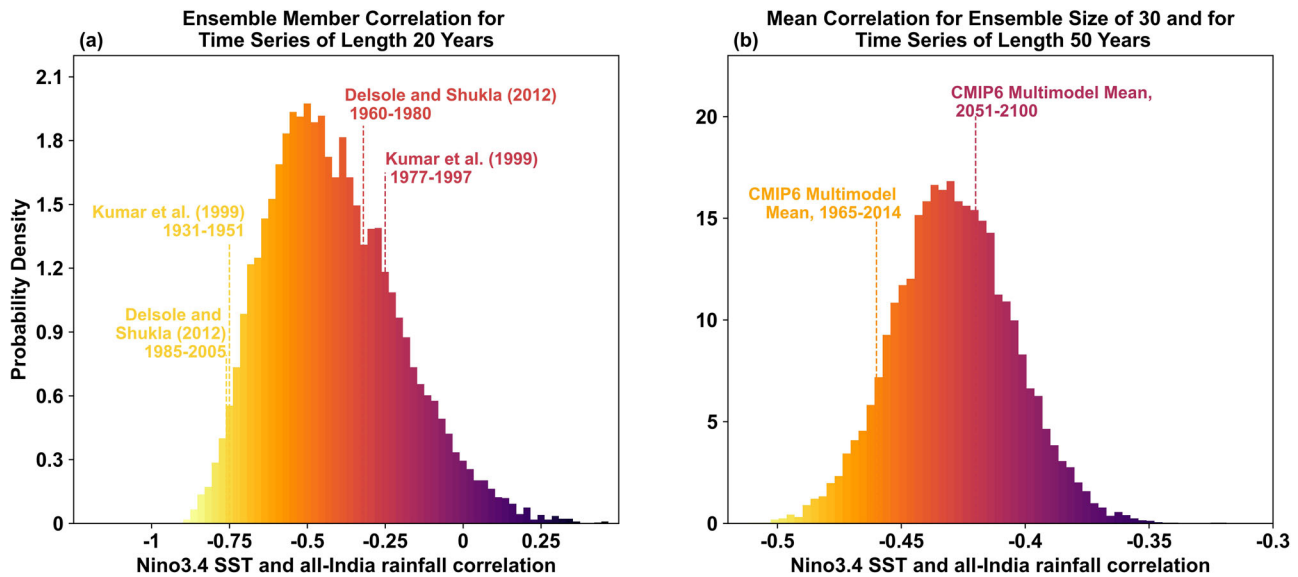 Ensemble Member Correlation for
Time Series of Length 20 Years
(a)
Probability Density
2.1
1.8
1.5
1.2
0.9
0.6
0.3
0
Delsole and Shukla (2012)
1960-1980
Kumar et al. (1999)
1977-1997
Kumar et al. (1999)
1931-1951
Delsole and
Shukla (2012)
1985-2005
-1 -0.75 -0.5 -0.25 0 0.25
Nino3.4 SST and all-India rainfall correlation
Mean Correlation for Ensemble Size of 30 and for
Time Series of Length 50 Years
(b)
20
15
10
5
0
CMIP6 Multimodel Mean,
2051-2100
CMIP6 Multimodel
Mean, 1965-2014
-0.5 -0.45 -0.4 -0.35 -0.3
Nino3.4 SST and all-India rainfall correlation